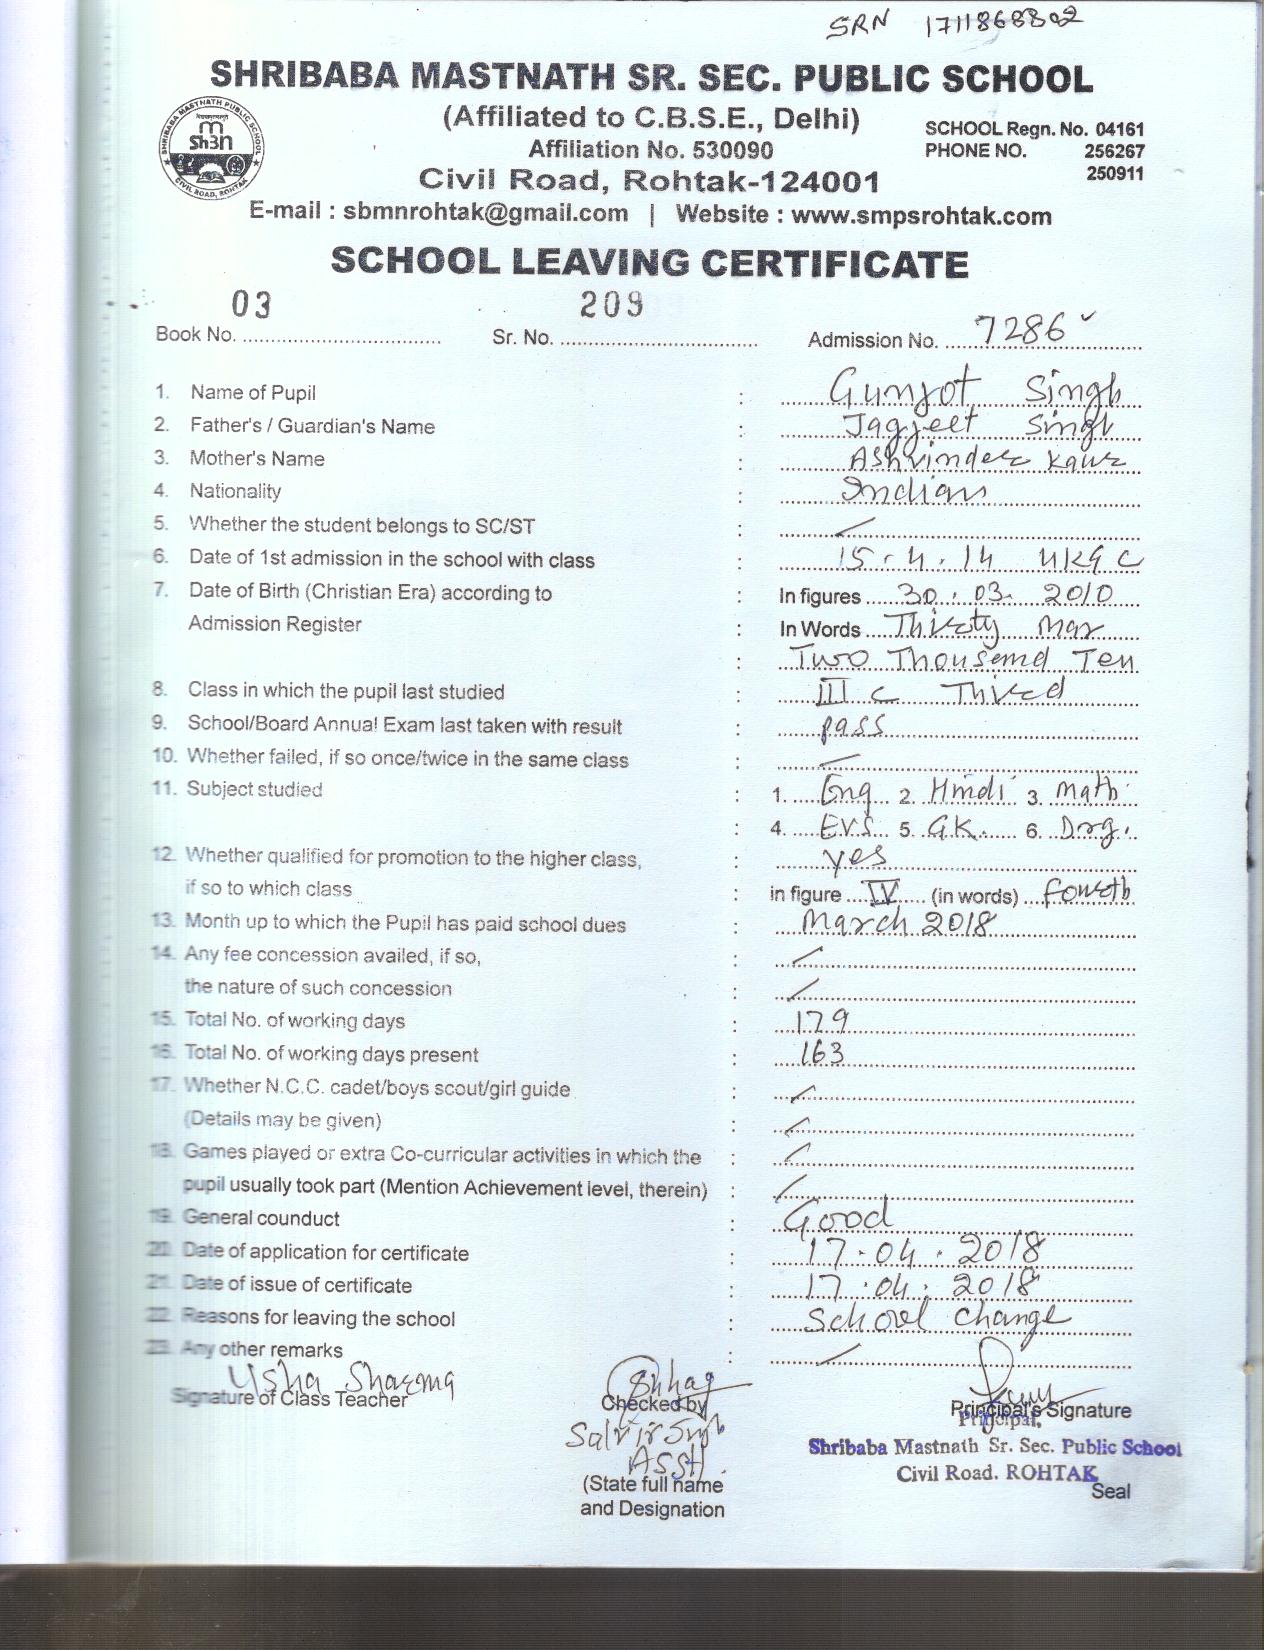 SRN 1711868802
SHRIBABA MASTNATH SR. SEC. PUBLIC SCHOOL
SHRIBABA MASTNATH PUBLIC SCHOOL
Sh3n
CIVIL ROAD, ROHTAK
(Affiliated to C.B.S.E., Delhi)
SCHOOL Regn. No. 04161
Affiliation No. 530090
PHONE NO. 256267
250911
Civil Road, Rohtak-124001
E-mail : sbmnrohtak@gmail.com | Website : www.smpsrohtak.com
SCHOOL LEAVING CERTIFICATE
Book No. 03 Sr. No. 209 Admission No. 7286
1. Name of Pupil : Gunjot Singh
2. Father's / Guardian's Name : Jagjeet Singh
3. Mother's Name : Ashvinder Kaur
4. Nationality : Indian
5. Whether the student belongs to SC/ST :
6. Date of 1st admission in the school with class : 15.4.14 UKG C
7. Date of Birth (Christian Era) according to : In figures 30.03.2010
Admission Register : In Words Thirty Mar
: Two Thousand Ten
8. Class in which the pupil last studied : III C Third
9. School/Board Annual Exam last taken with result : pass
10. Whether failed, if so once/twice in the same class :
11. Subject studied : 1. Eng 2. Hindi 3. Math
: 4. E.V.S 5. G.K. 6. Drg.
12. Whether qualified for promotion to the higher class, : yes
if so to which class : in figure IV (in words) Fourth
13. Month up to which the Pupil has paid school dues : March 2018
14. Any fee concession availed, if so, :
the nature of such concession :
15. Total No. of working days : 179
16. Total No. of working days present : 163
17. Whether N.C.C. cadet/boys scout/girl guide :
(Details may be given) :
18. Games played or extra Co-curricular activities in which the :
pupil usually took part (Mention Achievement level, therein) :
19. General counduct : Good
20. Date of application for certificate : 17.04.2018
21. Date of issue of certificate : 17.04.2018
22. Reasons for leaving the school : School Change
23. Any other remarks :
Usha Sharma
Signature of Class Teacher
Checked by
Principal's Signature
Principal,
Shribaba Mastnath Sr. Sec. Public School
Civil Road. ROHTAK
Asstt.
(State full name
and Designation
Seal